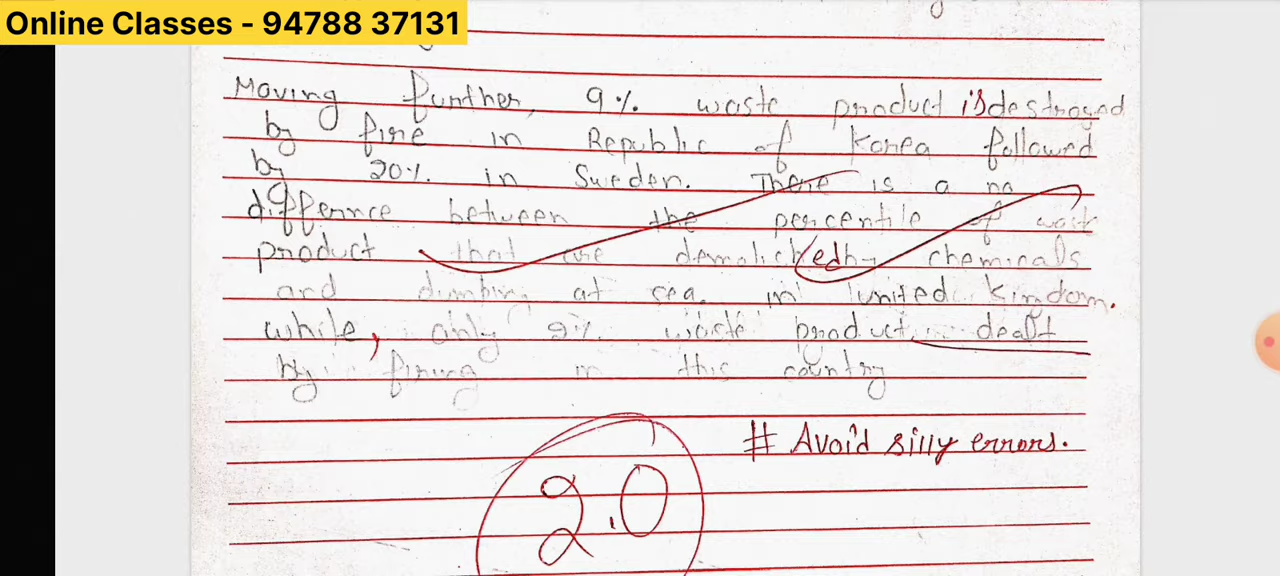 Online Classes - 94788 37131
Moving further, 9% waste product is destroyed
by fire in Republic of Korea followed
by 20% in Sweden. There is a no
differnce between the percentile of waste
product that are demolished by chemicals
and dumping at sea in united Kingdom.
while, only 9% waste product dealt
by firing in this country
# Avoid silly errors.
2.0